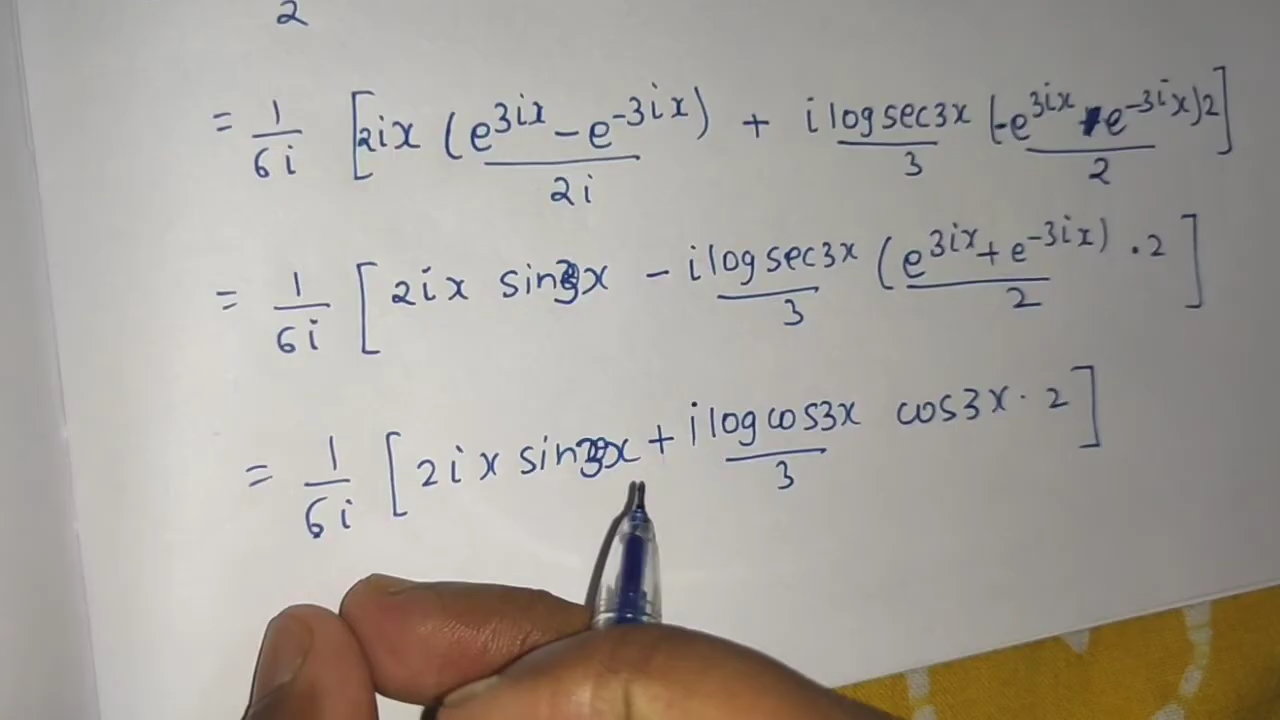 2
= 1/6i [2ix (e^3ix - e^-3ix)/2i + i log sec3x/3 (-e^3ix - e^-3ix)2/2]
= 1/6i [2ix sin3x - i log sec3x/3 (e^3ix + e^-3ix)/2 · 2]
= 1/6i [2ix sin3x + i log cos3x/3 cos3x · 2]